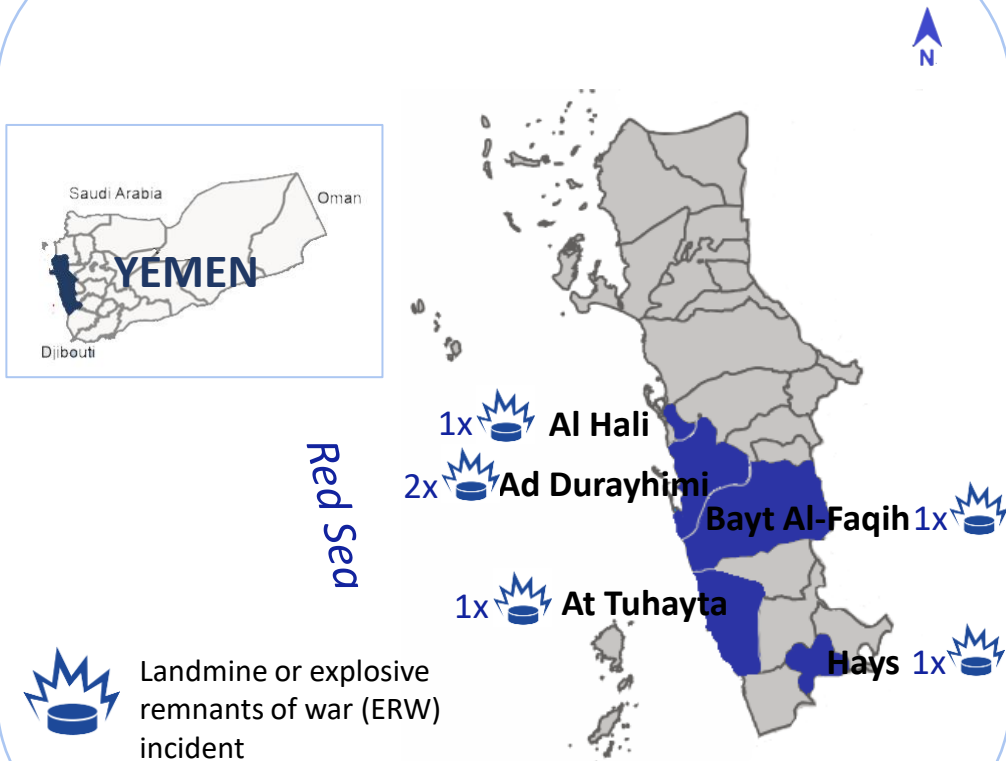 N
Saudi Arabia
Oman
YEMEN
Djibouti
Red Sea
1x Al Hali
2x Ad Durayhimi
Bayt Al-Faqih 1x
1x At Tuhayta
Hays 1x
Landmine or explosive
remnants of war (ERW)
incident